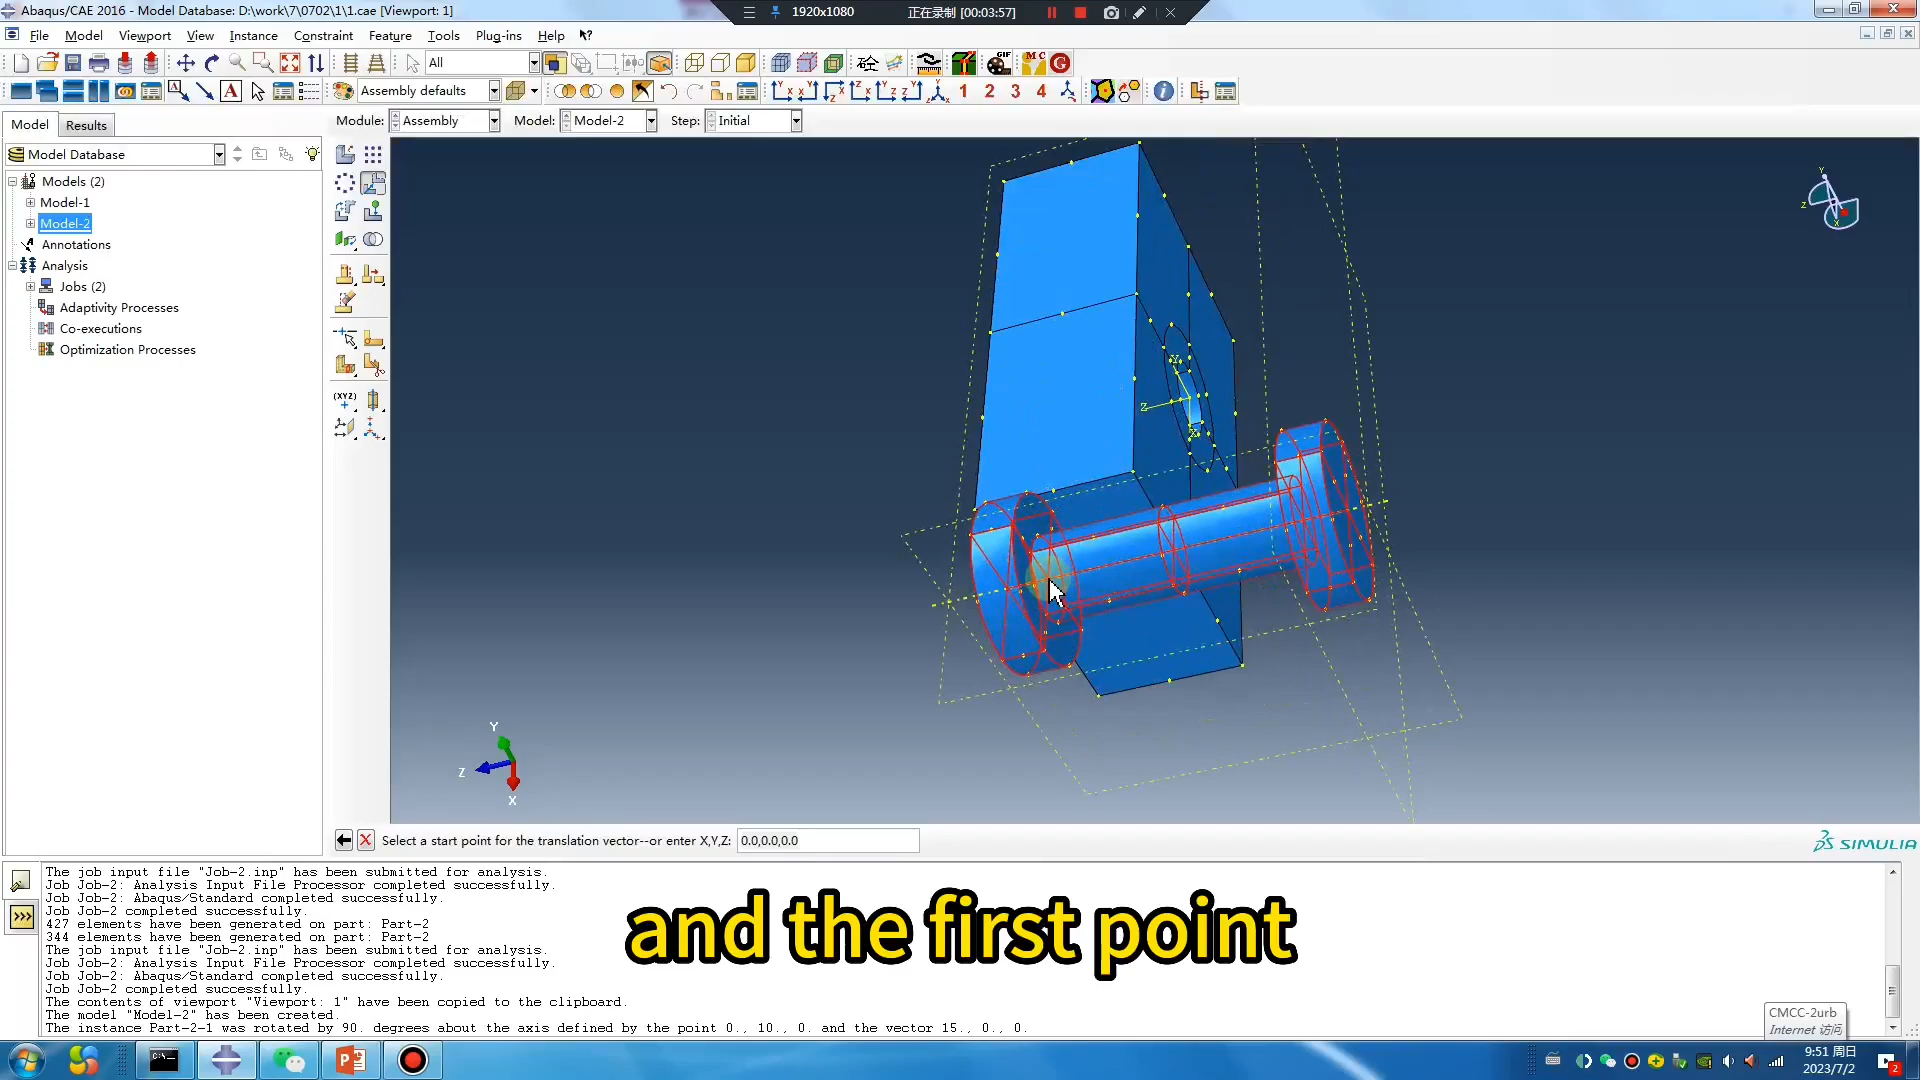 Abaqus/CAE 2016 - Model Database: D:\work\7\0702\1\1.cae [Viewport: 1]
1920x1080
正在录制 [00:03:57]
File Model Viewport View Instance Constraint Feature Tools Plug-ins Help
All
砼 GIF M C G
A Assembly defaults 1 2 3 4
Model Results
Module: Assembly Model: Model-2 Step: Initial
Model Database
Models (2)
Model-1
Model-2
Annotations
Analysis
Jobs (2)
Adaptivity Processes
Co-executions
Optimization Processes
(XYZ)
Y
Z
X
Y
Z
X
Y
Z
X
Select a start point for the translation vector--or enter X,Y,Z: 0.0,0.0,0.0
SIMULIA
The job input file "Job-2.inp" has been submitted for analysis.
Job Job-2: Analysis Input File Processor completed successfully.
Job Job-2: Abaqus/Standard completed successfully.
Job Job-2 completed successfully.
427 elements have been generated on part: Part-2
344 elements have been generated on part: Part-2
The job input file "Job-2.inp" has been submitted for analysis.
Job Job-2: Analysis Input File Processor completed successfully.
Job Job-2: Abaqus/Standard completed successfully.
Job Job-2 completed successfully.
The contents of viewport "Viewport: 1" have been copied to the clipboard.
The model "Model-2" has been created.
The instance Part-2-1 was rotated by 90. degrees about the axis defined by the point 0., 10., 0. and the vector 15., 0., 0.
and the first point
CMCC-2urb
Internet 访问
9:51 周日
2023/7/2
2